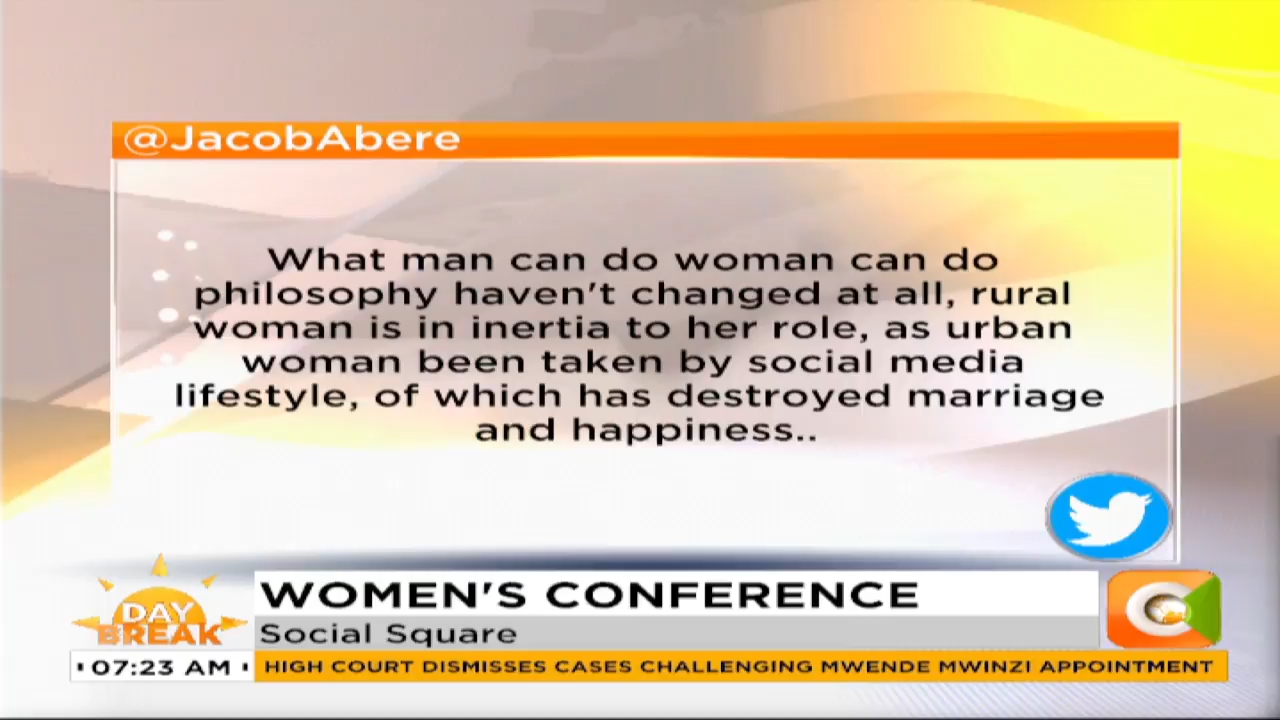 @JacobAbere
What man can do woman can do
philosophy haven't changed at all, rural
woman is in inertia to her role, as urban
woman been taken by social media
lifestyle, of which has destroyed marriage
and happiness..
WOMEN'S CONFERENCE
DAY
BREAK
Social Square
07:23 AM
HIGH COURT DISMISSES CASES CHALLENGING MWENDE MWINZI APPOINTMENT